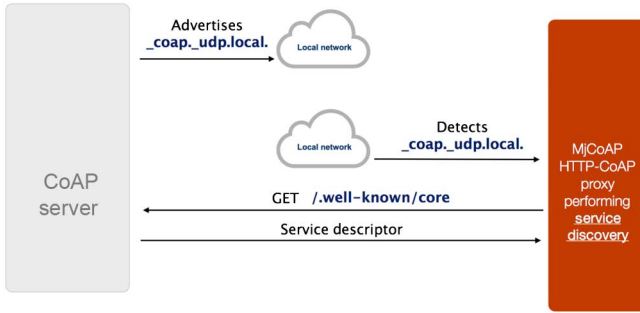 Advertises
_coap._udp.local.
Local network
Detects
_coap._udp.local.
Local network
GET /.well-known/core
Service descriptor
CoAP
server
MjCoAP
HTTP-CoAP
proxy
performing
service
discovery